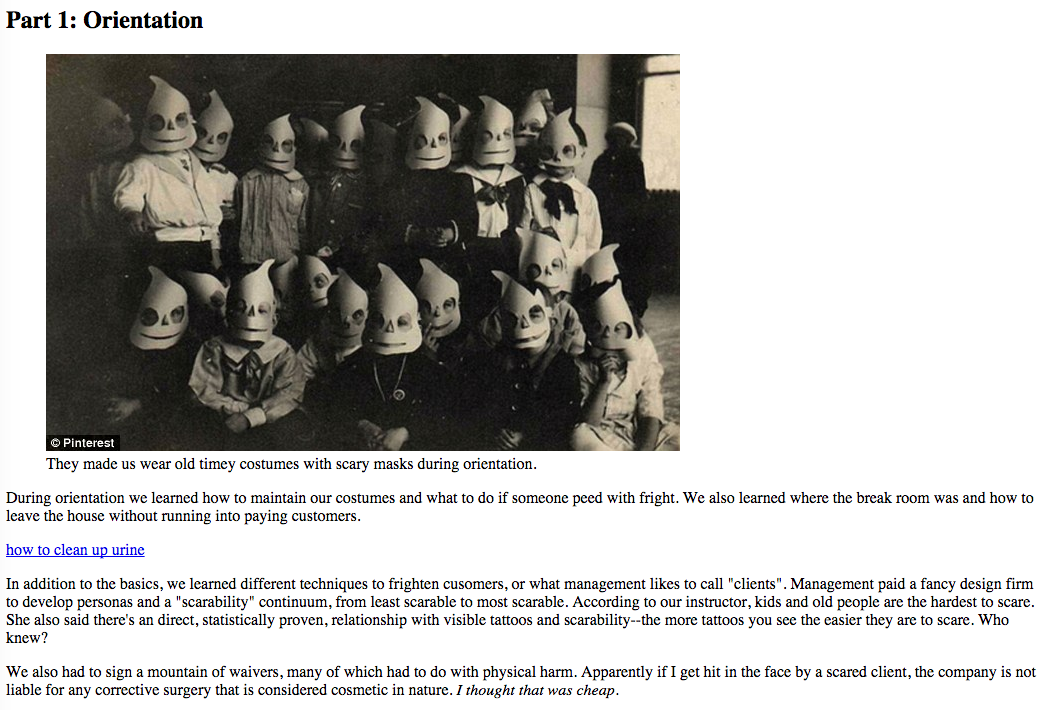 Part 1: Orientation
© Pinterest
They made us wear old timey costumes with scary masks during orientation.
During orientation we learned how to maintain our costumes and what to do if someone peed with fright. We also learned where the break room was and how to
leave the house without running into paying customers.
how to clean up urine
In addition to the basics, we learned different techniques to frighten cusomers, or what management likes to call "clients". Management paid a fancy design firm
to develop personas and a "scarability" continuum, from least scarable to most scarable. According to our instructor, kids and old people are the hardest to scare.
She also said there's an direct, statistically proven, relationship with visible tattoos and scarability--the more tattoos you see the easier they are to scare. Who
knew?
We also had to sign a mountain of waivers, many of which had to do with physical harm. Apparently if I get hit in the face by a scared client, the company is not
liable for any corrective surgery that is considered cosmetic in nature. I thought that was cheap.